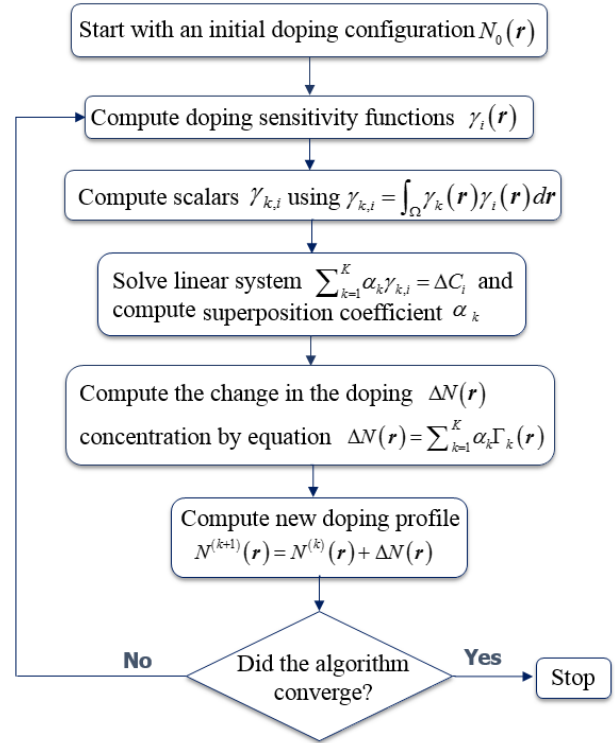 Start with an initial doping configuration N₀(r)
Compute doping sensitivity functions γᵢ(r)
Compute scalars γₖ,ᵢ using γₖ,ᵢ = ∫_Ω γₖ(r)γᵢ(r)dr
Solve linear system ∑ᴷₖ₌₁ αₖγₖ,ᵢ = ΔCᵢ and
compute superposition coefficient αₖ
Compute the change in the doping ΔN(r)
concentration by equation ΔN(r) = ∑ᴷₖ₌₁ αₖΓₖ(r)
Compute new doping profile
N⁽ᵏ⁺¹⁾(r) = N⁽ᵏ⁾(r) + ΔN(r)
No
Did the algorithm
converge?
Yes
Stop